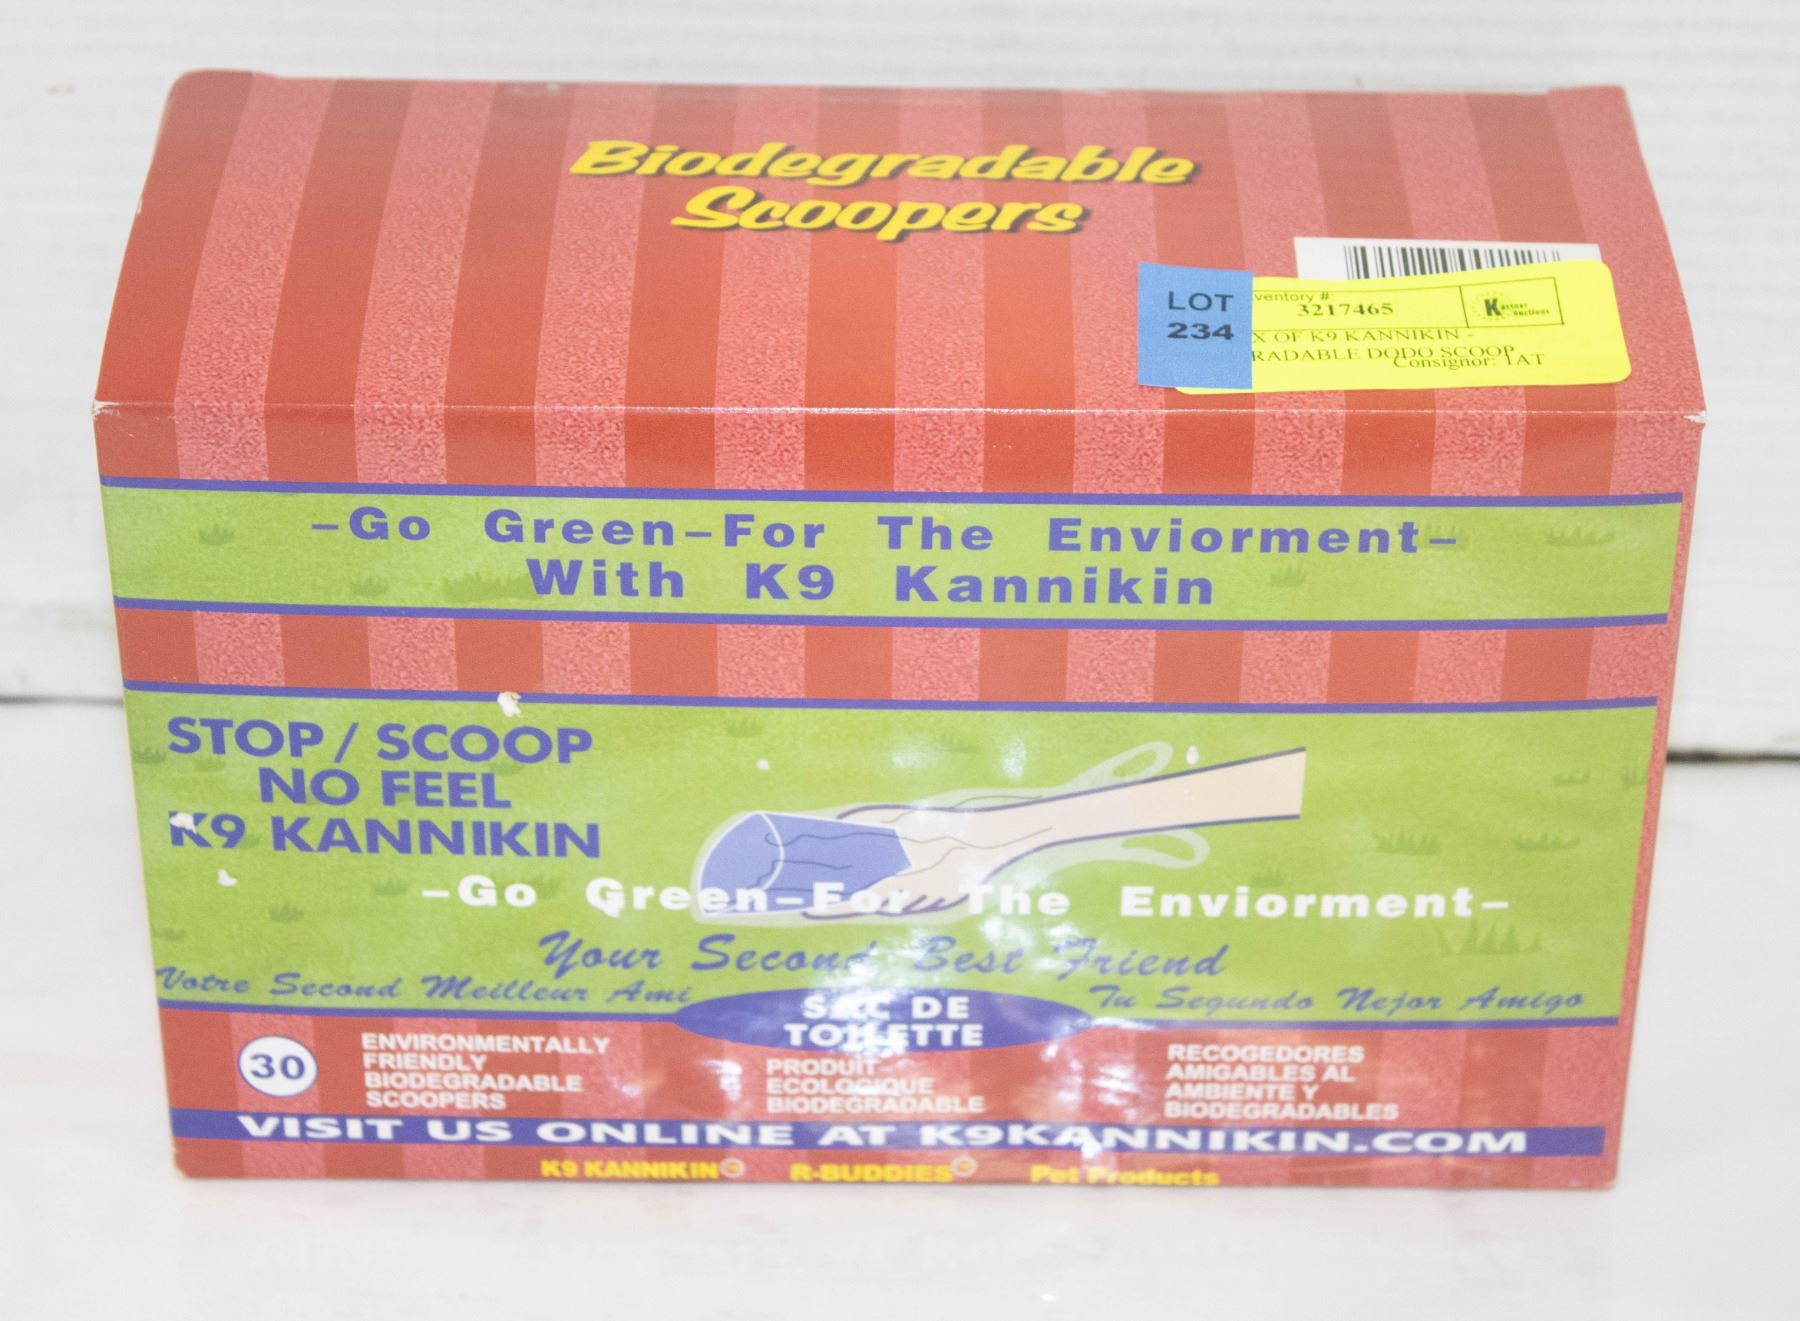 Biodegradable
Scoopers
LOT
234
ventory #:
3217465
Kastner
Auctions
X OF K9 KANNIKIN -
RADABLE DODO SCOOP
Consignor: TAT
–Go Green–For The Enviorment–
With K9 Kannikin
STOP / SCOOP
NO FEEL
K9 KANNIKIN
–Go Green–For The Enviorment–
Your Second Best Friend
Votre Second Meilleur Ami
Tu Segundo Nejor Amigo
SAC DE
TOILETTE
30
ENVIRONMENTALLY
FRIENDLY
BIODEGRADABLE
SCOOPERS
PRODUIT
ECOLOGIQUE
BIODEGRADABLE
RECOGEDORES
AMIGABLES AL
AMBIENTE Y
BIODEGRADABLES
VISIT US ONLINE AT K9KANNIKIN.COM
K9 KANNIKIN R-BUDDIES Pet Products